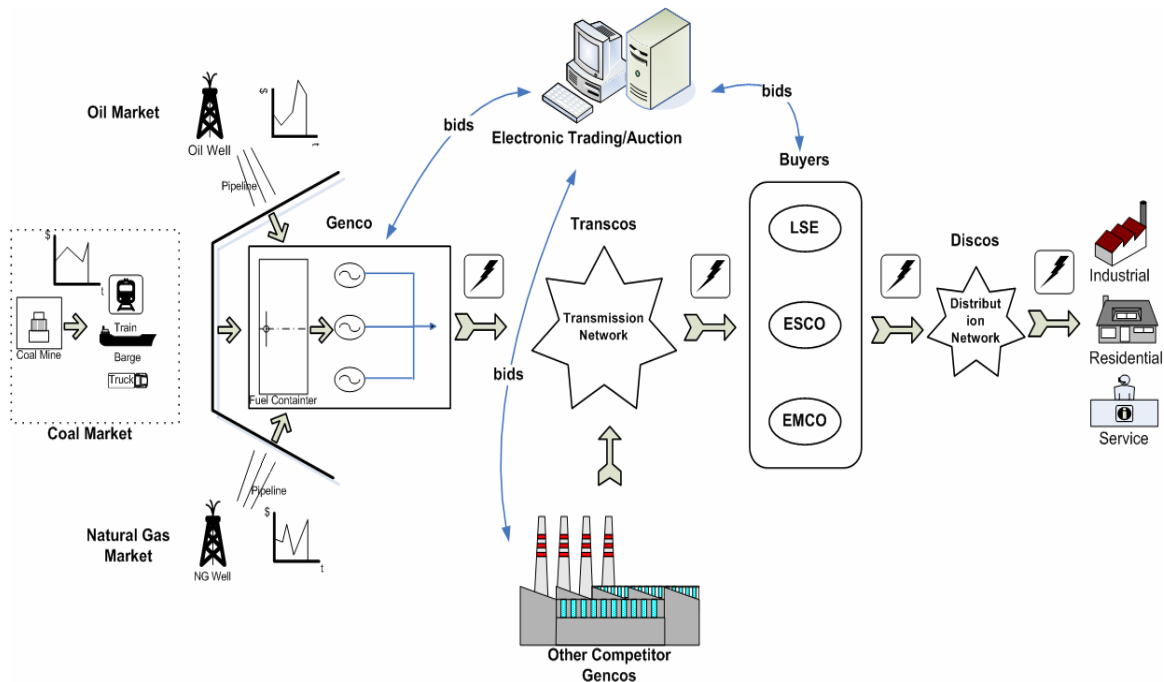 Oil Market
$
t
Oil Well
Pipeline
bids
Electronic Trading/Auction
bids
Buyers
LSE
ESCO
EMCO
Genco
Fuel Containter
$
t
Coal Mine
Train
Barge
Truck
Coal Market
Transcos
Transmission
Network
bids
Discos
Distribut
ion
Network
Industrial
Residential
Service
Pipeline
Natural Gas
Market
NG Well
$
t
Other Competitor
Gencos